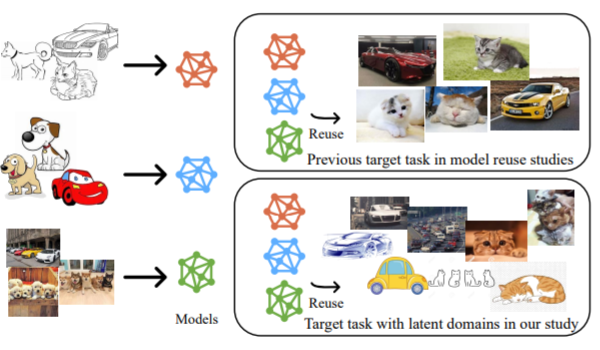 Reuse
Previous target task in model reuse studies
Models
Reuse
Target task with latent domains in our study